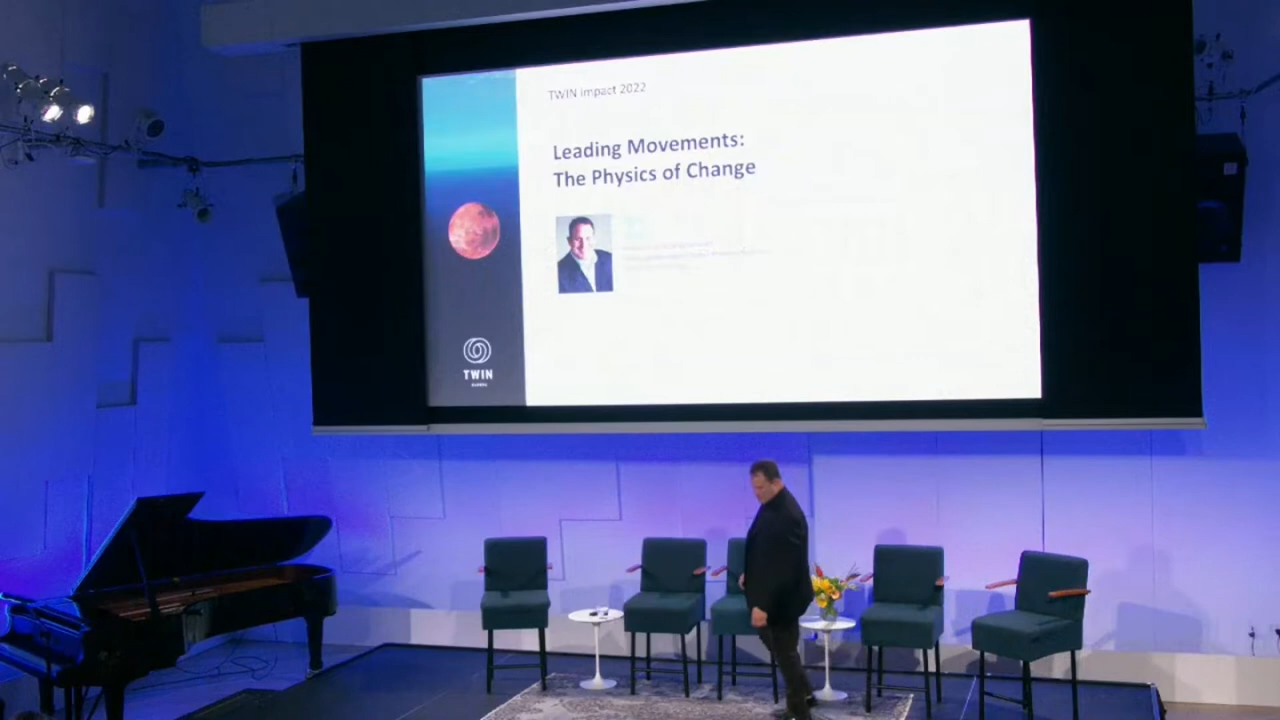 TWIN impact 2022
Leading Movements:
The Physics of Change
TWIN